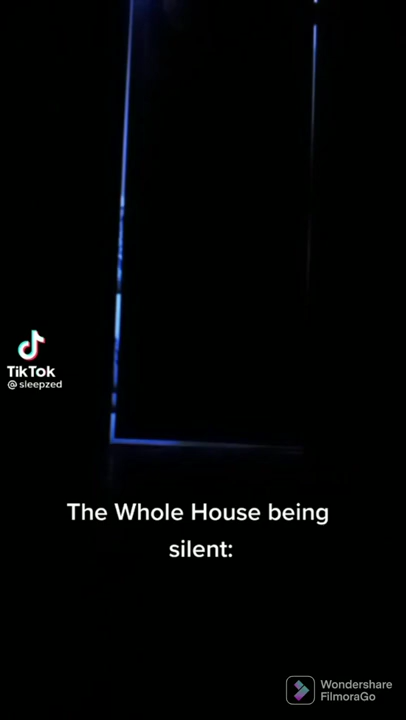 TikTok
@sleepzed
The Whole House being
silent:
Wondershare
FilmoraGo